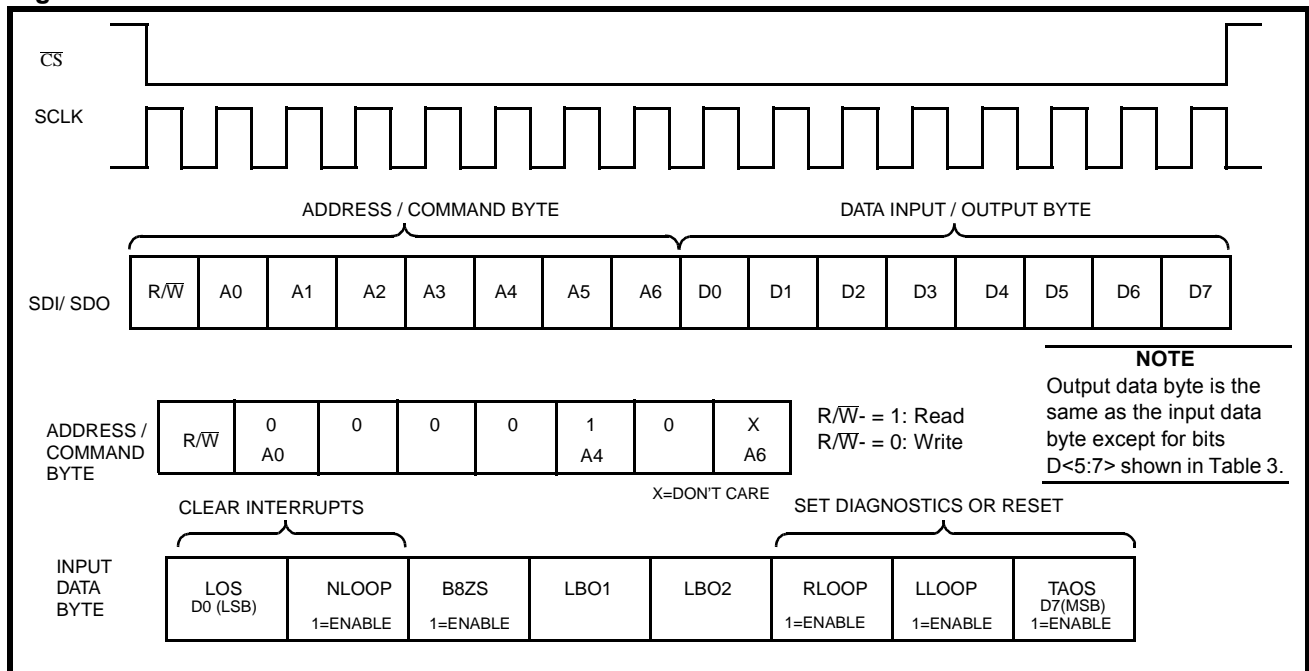 CS
SCLK
ADDRESS / COMMAND BYTE
DATA INPUT / OUTPUT BYTE
SDI/ SDO
R/W A0 A1 A2 A3 A4 A5 A6 D0 D1 D2 D3 D4 D5 D6 D7
NOTE
Output data byte is the
same as the input data
byte except for bits
D<5:7> shown in Table 3.
ADDRESS /
COMMAND
BYTE
R/W 0 0 0 0 1 0 X
A0 A4 A6
R/W- = 1: Read
R/W- = 0: Write
X=DON'T CARE
CLEAR INTERRUPTS
SET DIAGNOSTICS OR RESET
INPUT
DATA
BYTE
LOS NLOOP B8ZS LBO1 LBO2 RLOOP LLOOP TAOS
D0 (LSB) D7(MSB)
1=ENABLE 1=ENABLE 1=ENABLE 1=ENABLE 1=ENABLE